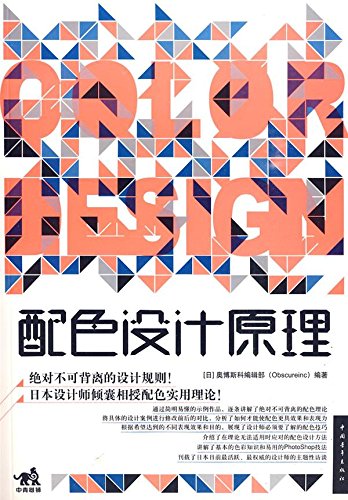 COLOR
DESIGN
配色设计原理
[日] 奥博斯科编辑部（Obscureinc）编著
绝对不可背离的设计规则！
日本设计师倾囊相授配色实用理论！
通过简明易懂的示例作品，逐条讲解了绝对不可背离的配色理论
将具体的设计案例进行修改前后的对比，分析了如何才能使配色更具效果和表现力
根据希望达到的不同表现效果和目的，展现了设计师必须要了解的配色技巧
介绍了在理论无法适用时应对的配色设计方法
讲解了基本的色彩知识和易用的PhotoShop技法
刊载了日本目前最活跃、最权威的设计师的主题性访谈
中国青年出版社
中青雄狮